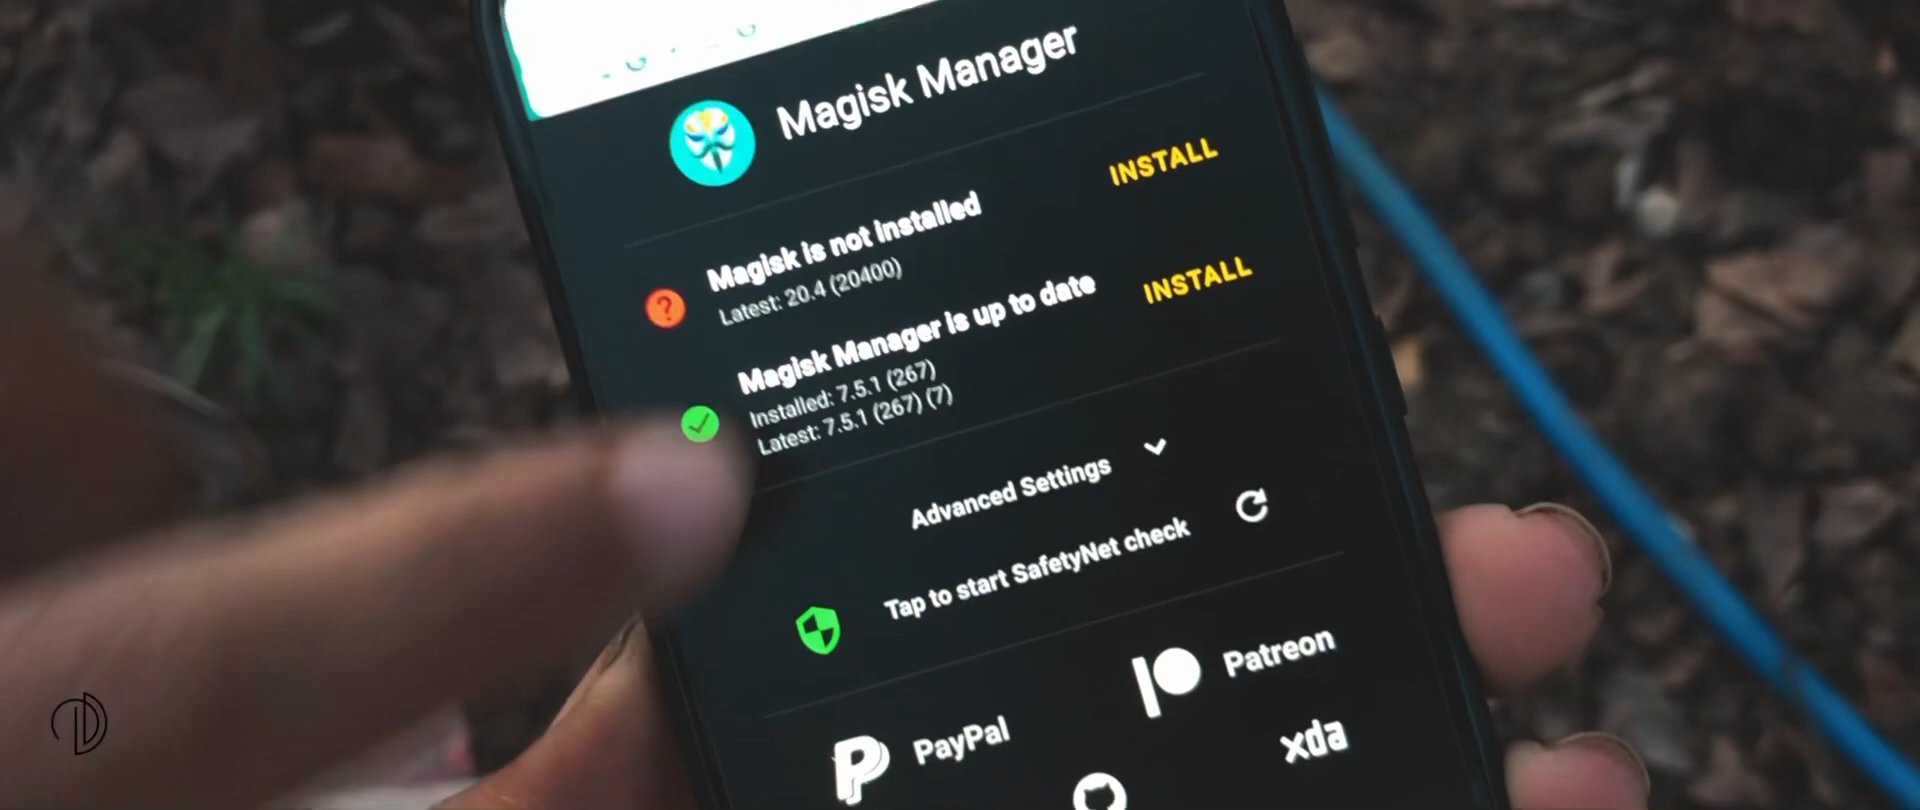 Magisk Manager
Magisk is not installed
Latest: 20.4 (20400)
INSTALL
Magisk Manager is up to date
Installed: 7.5.1 (267)
Latest: 7.5.1 (267) (7)
INSTALL
Advanced Settings
Tap to start SafetyNet check
PayPal
Patreon
xda